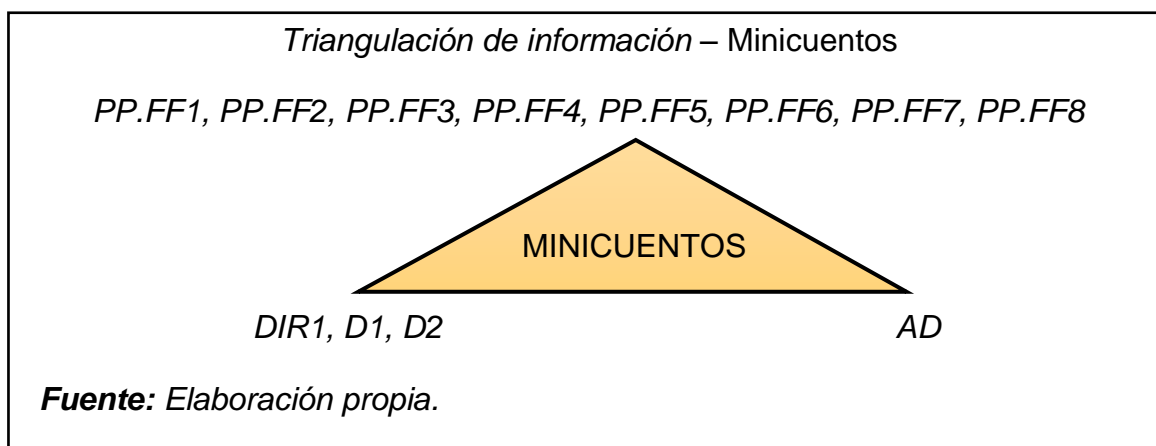 Triangulación de información – Minicuentos
PP.FF1, PP.FF2, PP.FF3, PP.FF4, PP.FF5, PP.FF6, PP.FF7, PP.FF8
MINICUENTOS
DIR1, D1, D2 AD
Fuente: Elaboración propia.